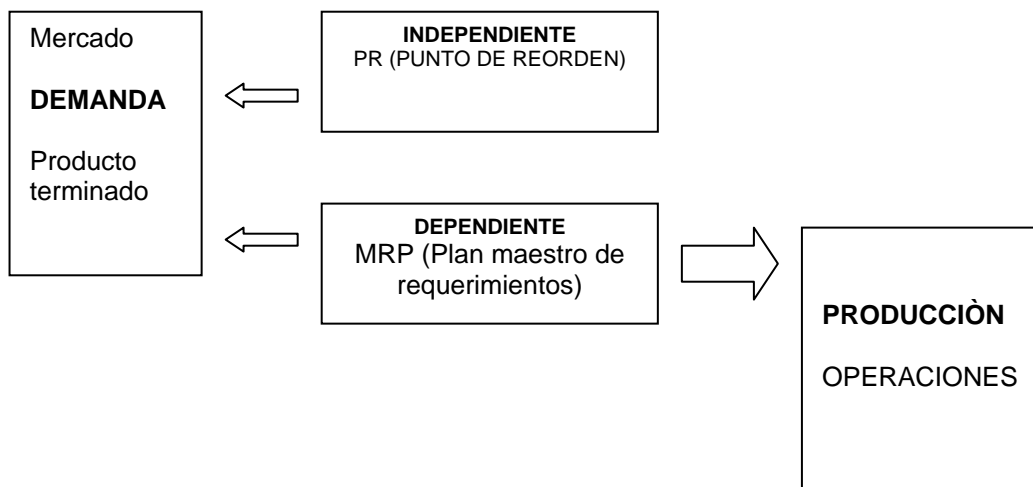 Mercado
DEMANDA
Producto
terminado
INDEPENDIENTE
PR (PUNTO DE REORDEN)
DEPENDIENTE
MRP (Plan maestro de
requerimientos)
PRODUCCIÒN
OPERACIONES